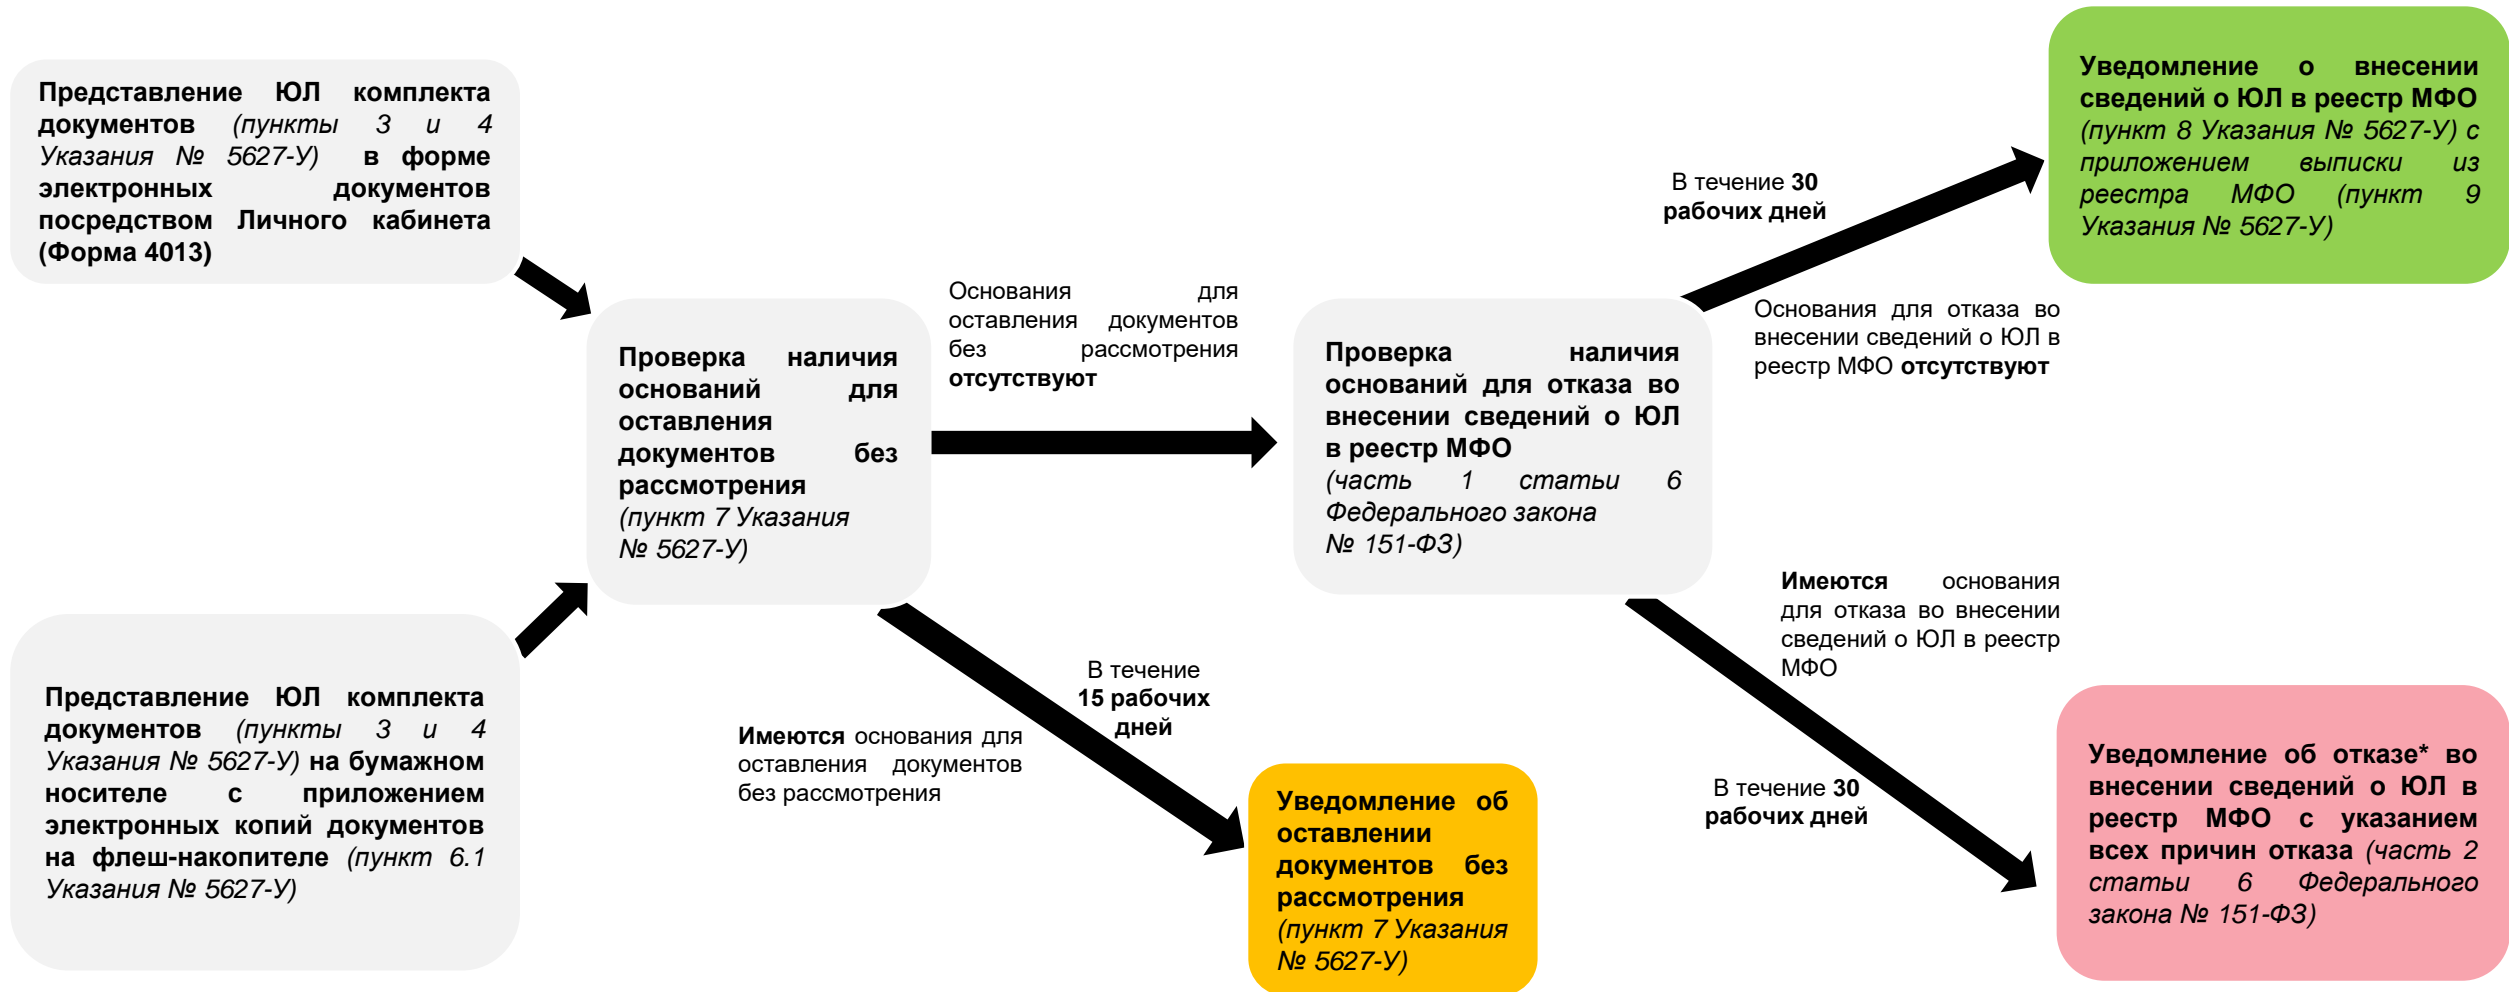 Представление ЮЛ комплекта
документов (пункты 3 и 4
Указания № 5627-У) в форме
электронных документов
посредством Личного кабинета
(Форма 4013)
Представление ЮЛ комплекта
документов (пункты 3 и 4
Указания № 5627-У) на бумажном
носителе с приложением
электронных копий документов
на флеш-накопителе (пункт 6.1
Указания № 5627-У)
Проверка наличия
оснований для
оставления
документов без
рассмотрения
(пункт 7 Указания
№ 5627-У)
Основания для
оставления документов
без рассмотрения
отсутствуют
Имеются основания для
оставления документов
без рассмотрения
В течение
15 рабочих
дней
Уведомление об
оставлении
документов без
рассмотрения
(пункт 7 Указания
№ 5627-У)
Проверка наличия
оснований для отказа во
внесении сведений о ЮЛ
в реестр МФО
(часть 1 статьи 6
Федерального закона
№ 151-ФЗ)
В течение 30
рабочих дней
Основания для отказа во
внесении сведений о ЮЛ в
реестр МФО отсутствуют
Уведомление о внесении
сведений о ЮЛ в реестр МФО
(пункт 8 Указания № 5627-У) с
приложением выписки из
реестра МФО (пункт 9
Указания № 5627-У)
Имеются основания
для отказа во внесении
сведений о ЮЛ в реестр
МФО
В течение 30
рабочих дней
Уведомление об отказе* во
внесении сведений о ЮЛ в
реестр МФО с указанием
всех причин отказа (часть 2
статьи 6 Федерального
закона № 151-ФЗ)